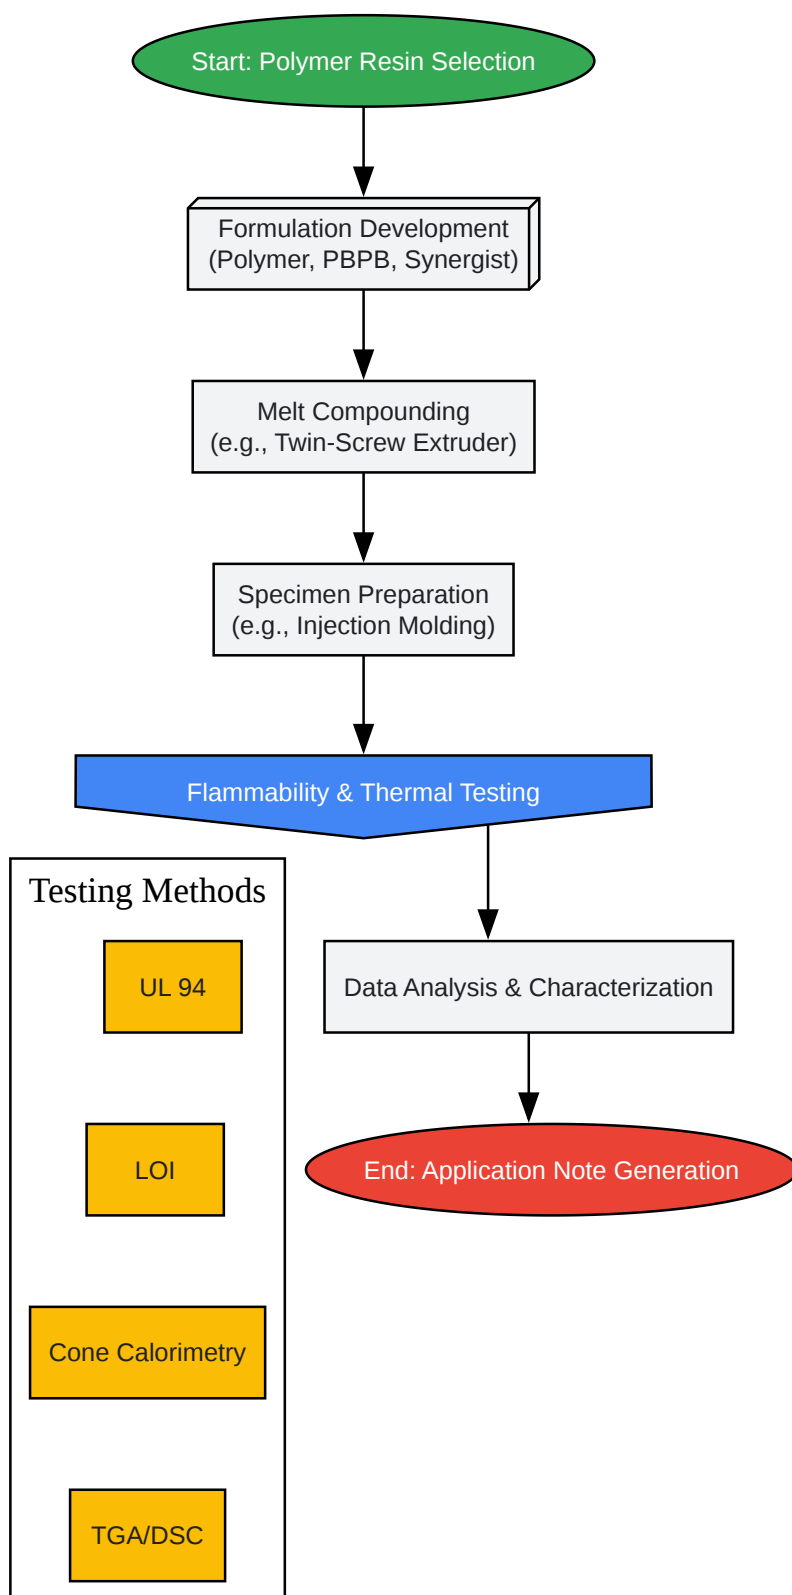 Start: Polymer Resin Selection
Formulation Development
(Polymer, PBPB, Synergist)
Melt Compounding
(e.g., Twin-Screw Extruder)
Specimen Preparation
(e.g., Injection Molding)
Flammability & Thermal Testing
Testing Methods
UL 94
Data Analysis & Characterization
LOI
End: Application Note Generation
Cone Calorimetry
TGA/DSC